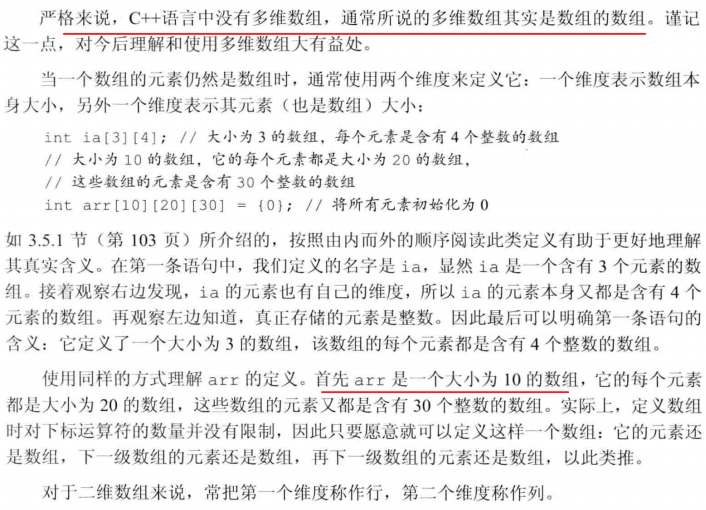 严格来说，C++语言中没有多维数组，通常所说的多维数组其实是数组的数组。谨记
这一点，对今后理解和使用多维数组大有益处。
当一个数组的元素仍然是数组时，通常使用两个维度来定义它：一个维度表示数组本
身大小，另外一个维度表示其元素（也是数组）大小：
int ia[3][4]; // 大小为 3 的数组，每个元素是含有 4 个整数的数组
// 大小为 10 的数组，它的每个元素都是大小为 20 的数组，
// 这些数组的元素是含有 30 个整数的数组
int arr[10][20][30] = {0}; // 将所有元素初始化为 0
如 3.5.1 节（第 103 页）所介绍的，按照由内而外的顺序阅读此类定义有助于更好地理解
其真实含义。在第一条语句中，我们定义的名字是 ia，显然 ia 是一个含有 3 个元素的数
组。接着观察右边发现，ia 的元素也有自己的维度，所以 ia 的元素本身又都是含有 4 个
元素的数组。再观察左边知道，真正存储的元素是整数。因此最后可以明确第一条语句的
含义：它定义了一个大小为 3 的数组，该数组的每个元素都是含有 4 个整数的数组。
使用同样的方式理解 arr 的定义。首先 arr 是一个大小为 10 的数组，它的每个元素
都是大小为 20 的数组，这些数组的元素又都是含有 30 个整数的数组。实际上，定义数组
时对下标运算符的数量并没有限制，因此只要愿意就可以定义这样一个数组：它的元素还
是数组，下一级数组的元素还是数组，再下一级数组的元素还是数组，以此类推。
对于二维数组来说，常把第一个维度称作行，第二个维度称作列。